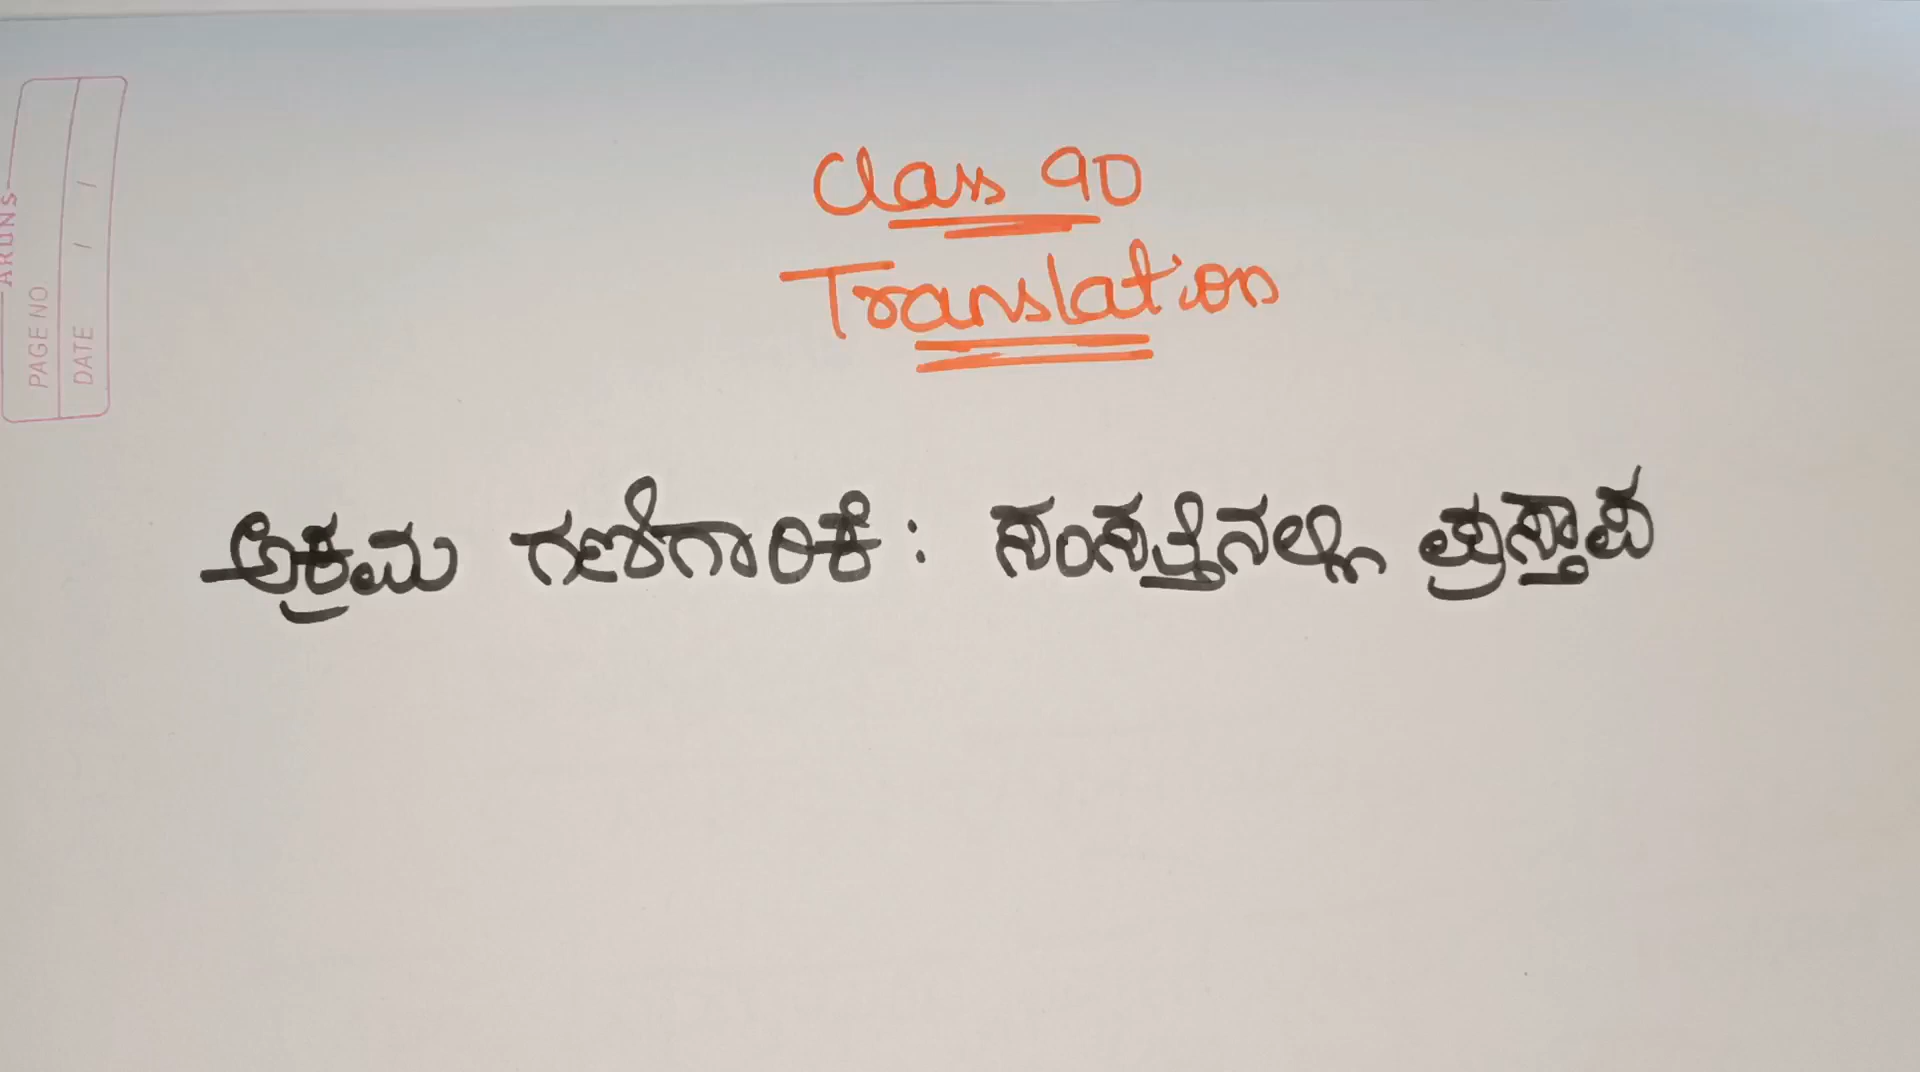 ARUNS
PAGE NO
DATE / /
Class 90
Translation
ಅಕ್ರಮ ಗಣಿಗಾರಿಕೆ : ಸಂಸತ್ತಿನಲ್ಲಿ ಪ್ರಸ್ತಾಪ